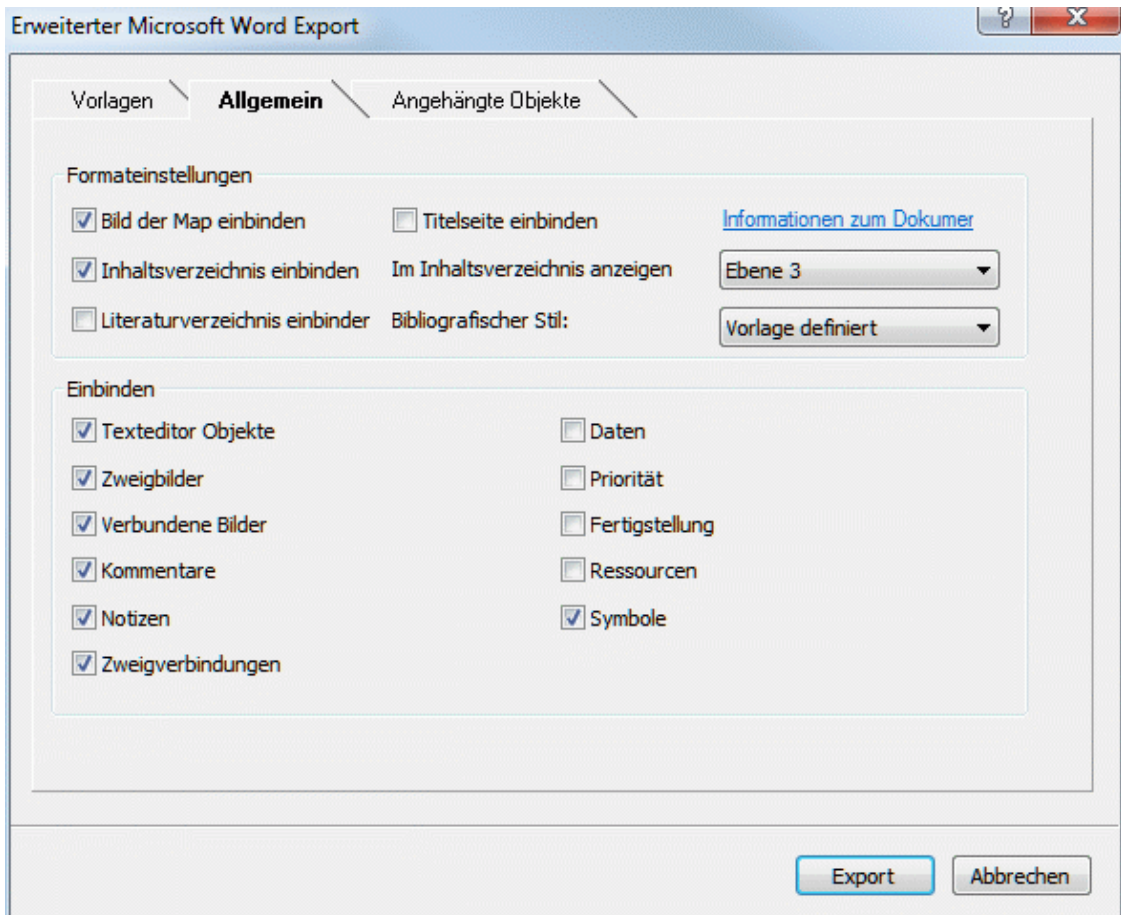 Erweiterter Microsoft Word Export
?
X
Vorlagen
Allgemein
Angehängte Objekte
Formateinstellungen
Bild der Map einbinden
Titelseite einbinden
Informationen zum Dokumer
Inhaltsverzeichnis einbinden
Im Inhaltsverzeichnis anzeigen
Ebene 3
Literaturverzeichnis einbinder
Bibliografischer Stil:
Vorlage definiert
Einbinden
Texteditor Objekte
Daten
Zweigbilder
Priorität
Verbundene Bilder
Fertigstellung
Kommentare
Ressourcen
Notizen
Symbole
Zweigverbindungen
Export
Abbrechen